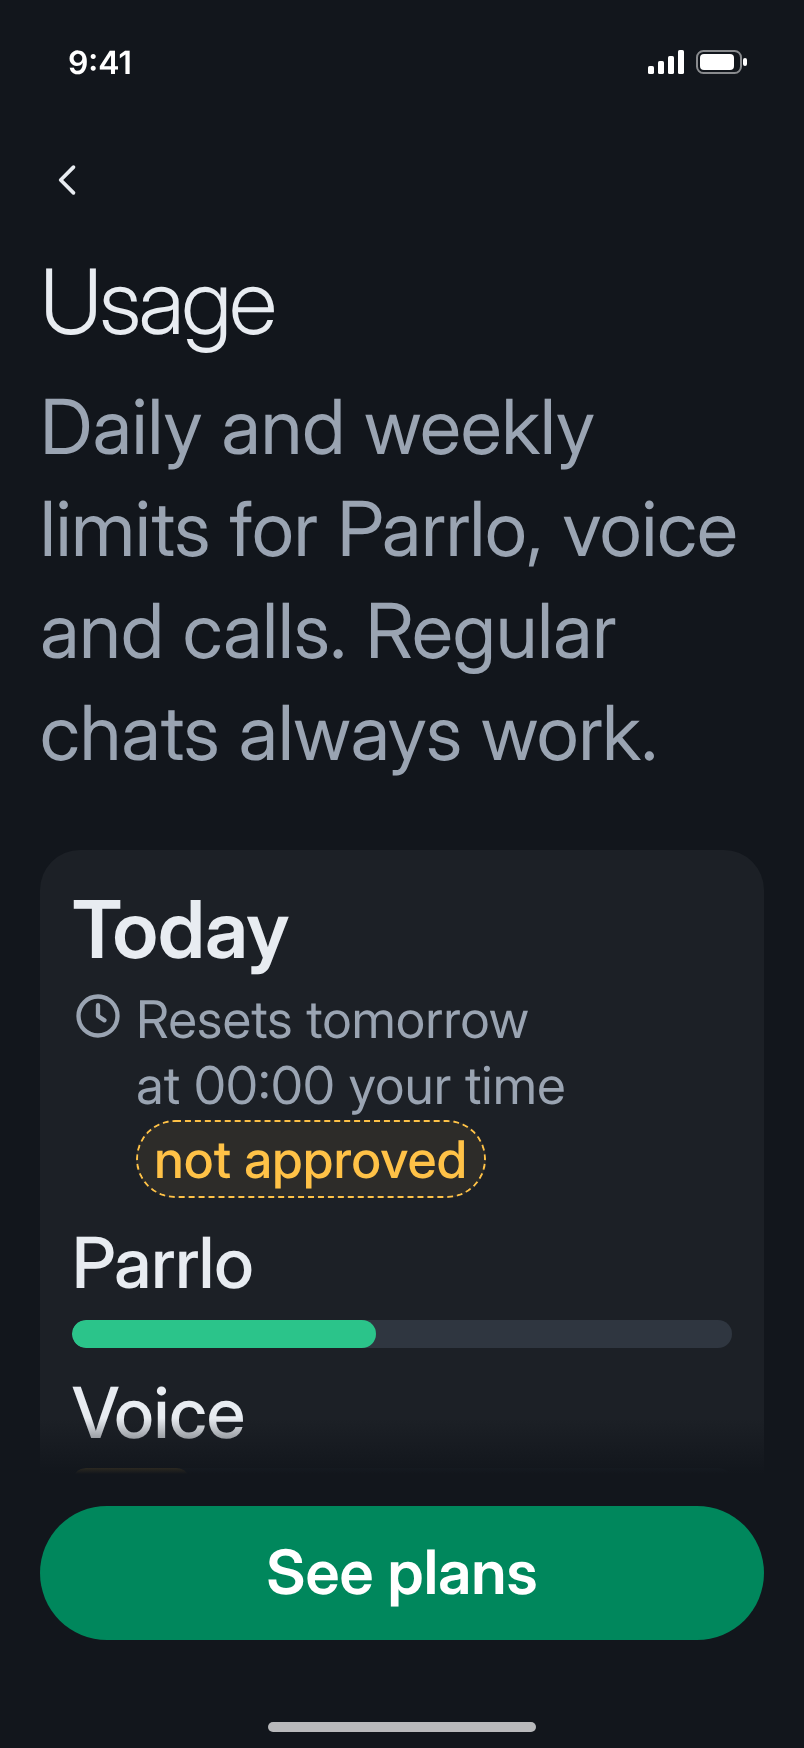 9:41
Usage
Daily and weekly
limits for Parrlo, voice
and calls. Regular
chats always work.
Today
Resets tomorrow
at 00:00 your time
not approved
Parrlo
Voice
See plans